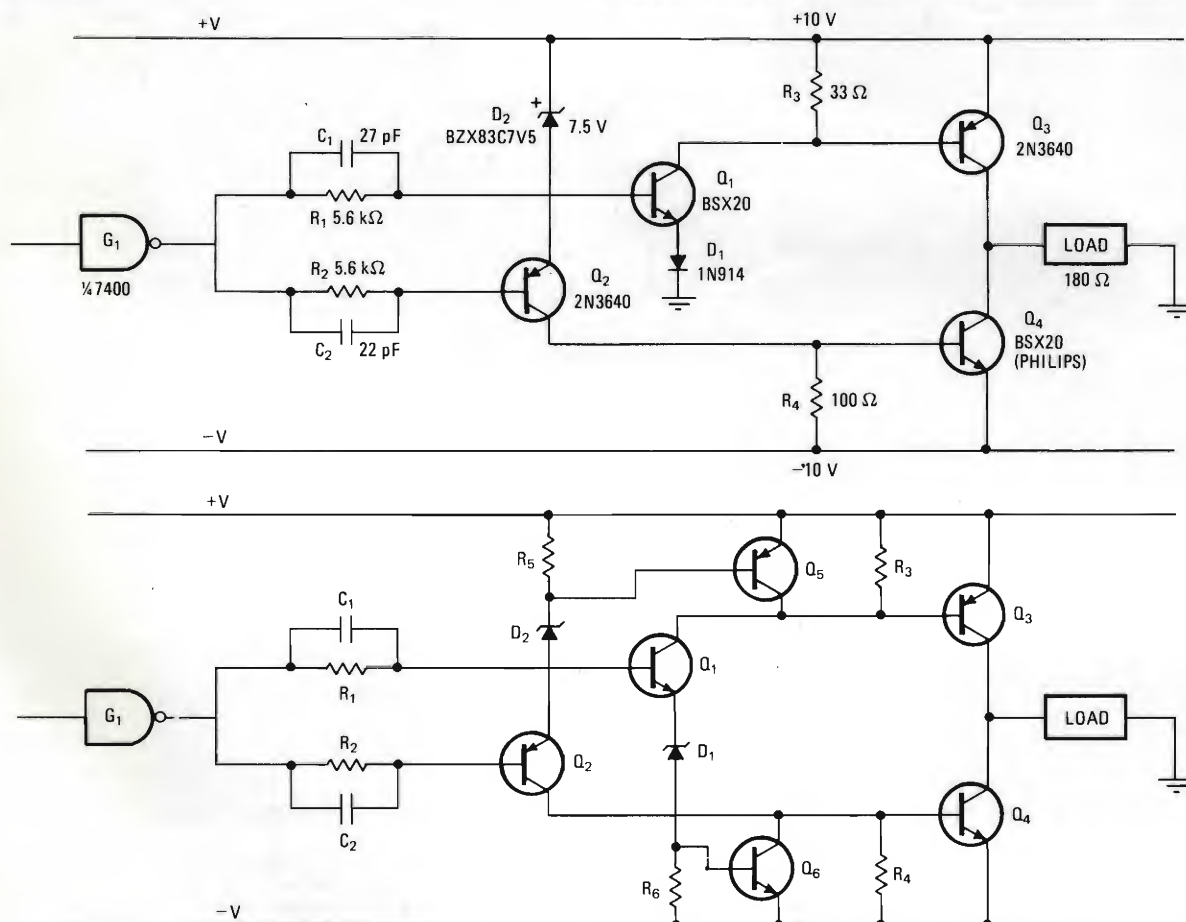 +V
+10 V
R3 33 Ω
D2
BZX83C7V5
+
7.5 V
Q3
2N3640
C1 27 pF
R1 5.6 kΩ
Q1
BSX20
G1
¼ 7400
R2 5.6 kΩ
C2 22 pF
Q2
2N3640
D1
1N914
LOAD
180 Ω
Q4
BSX20
(PHILIPS)
R4 100 Ω
−V
−10 V
+V
R5
Q5
R3
D2
C1
R1
Q1
Q3
G1
R2
C2
Q2
D1
LOAD
Q4
R6
Q6
R4
−V